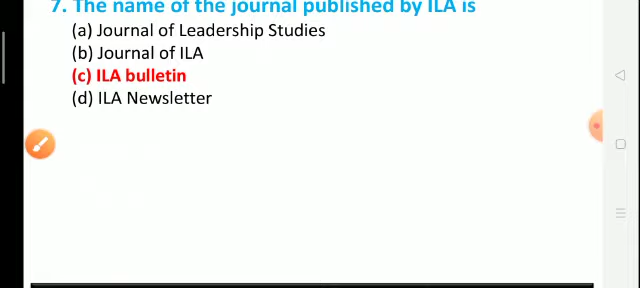 7. The name of the journal published by ILA is
(a) Journal of Leadership Studies
(b) Journal of ILA
(c) ILA bulletin
(d) ILA Newsletter